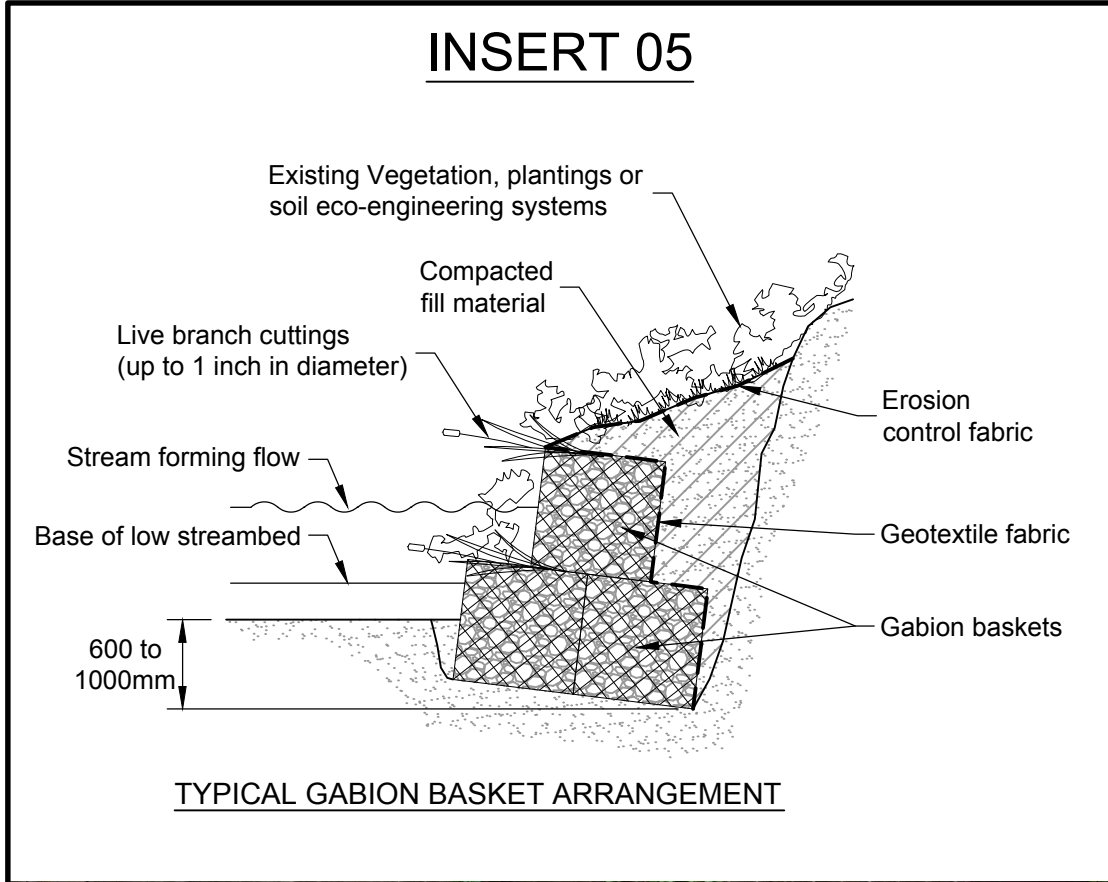 INSERT 05
Existing Vegetation, plantings or
soil eco-engineering systems
Compacted
fill material
Live branch cuttings
(up to 1 inch in diameter)
Erosion
control fabric
Stream forming flow
Geotextile fabric
Base of low streambed
Gabion baskets
600 to
1000mm
TYPICAL GABION BASKET ARRANGEMENT